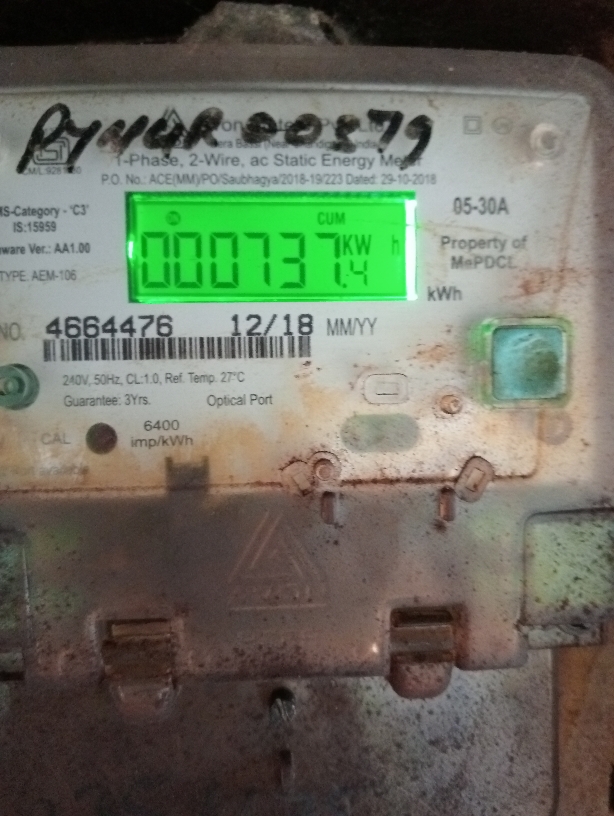 1-Phase, 2-Wire, ac Static Energy Meter
P.O. No.: ACE(MM)/PO/Saubhagya/2018-19/223 Dated: 29-10-2018
MS-Category - 'C3'
IS:15959
ware Ver.: AA1.00
TYPE AEM-106
CUM
000737.4 KW h
kWh
05-30A
Property of
MePDCL
NO. 4664476 12/18 MM/YY
240V, 50Hz, CL:1.0, Ref. Temp. 27°C
Guarantee: 3Yrs. Optical Port
CAL 6400
imp/kWh